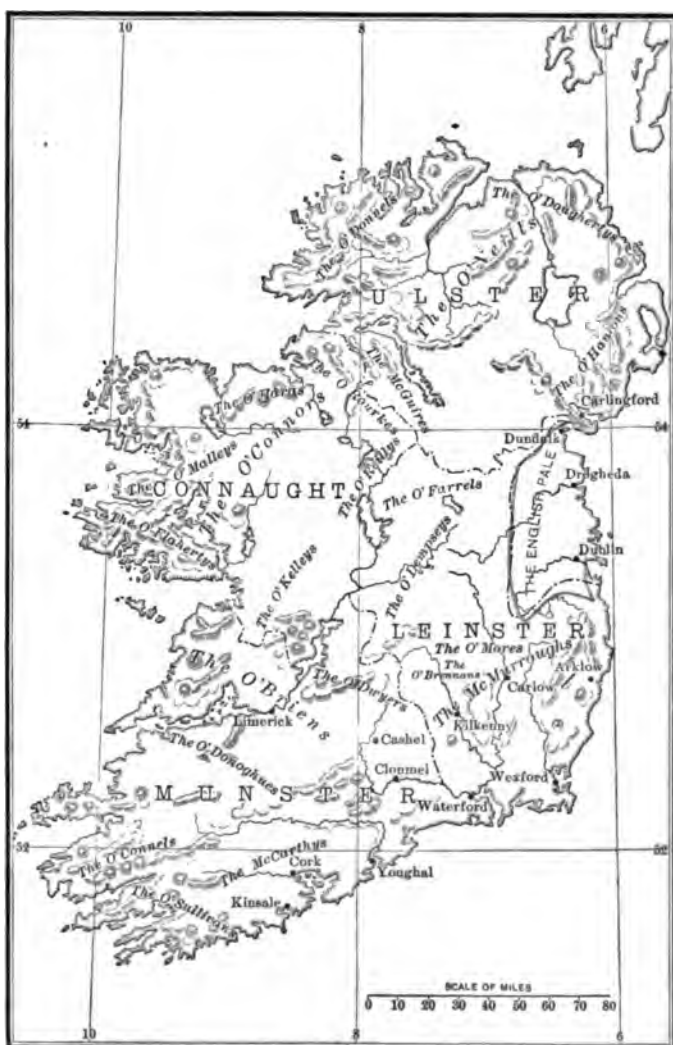 10 8 6
The O'Donnels
The O'Doughertys
The O'Neills
ULSTER
The O'Hanlons
The O'Rourkes
The McGuires
The O'Haras
Carlingford
54 54
The O'Connors
Dundalk
O'Malleys
The
The O'Reillys
CONNAUGHT
Drogheda
The O'Farrels
THE ENGLISH PALE
The O'Flahertys
The O'Dempseys
Dublin
The O'Kelleys
LEINSTER
The O'Mores
The O'Briens
The O'Brennans
The McMurroughs
Arklow
The O'Dwyers
Carlow
Limerick
Kilkenny
The O'Donoghues
Cashel
Clonmel
Wexford
MUNSTER
Waterford
52 52
The O'Connels
The McCarthys
Cork
Youghal
The O'Sullivans
Kinsale
SCALE OF MILES
0 10 20 30 40 50 60 70 80
10 8 6